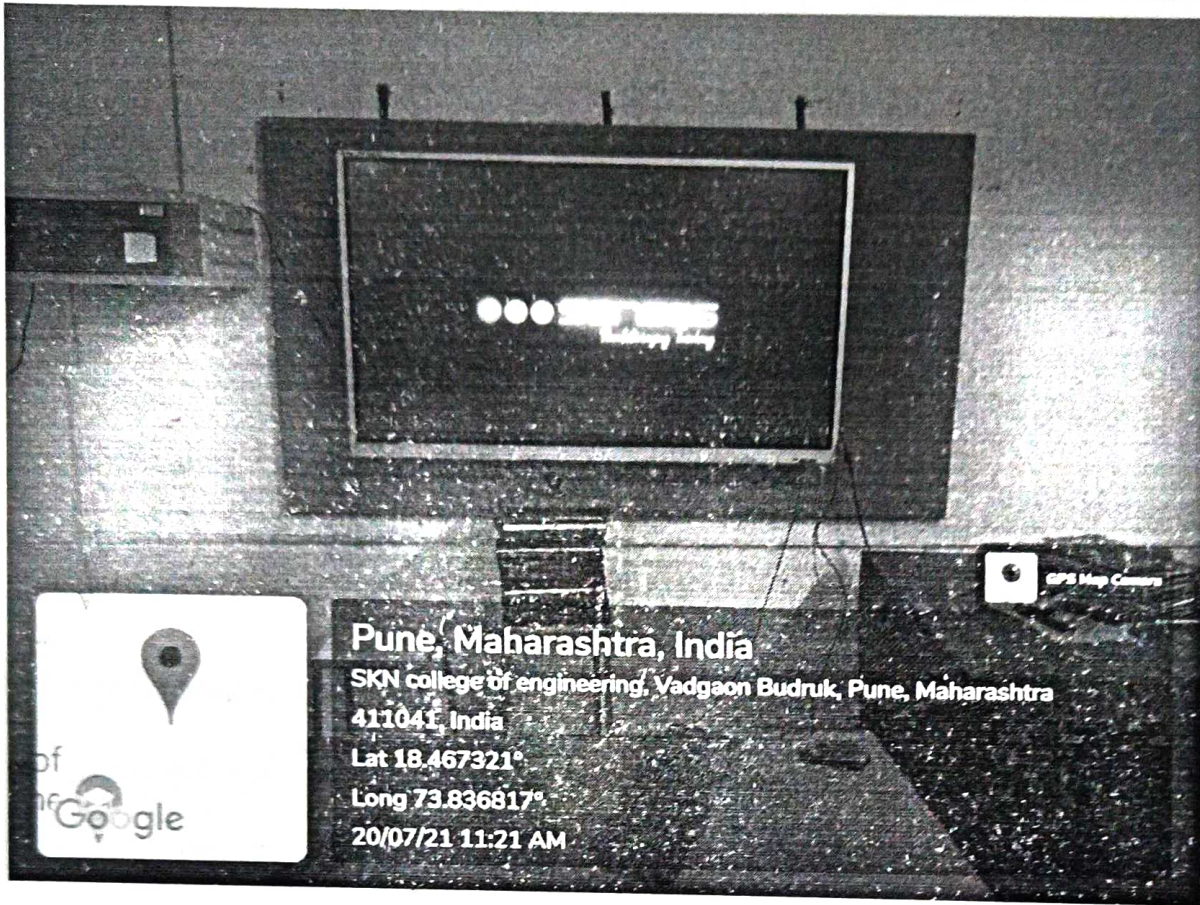 GPS Map Camera
Pune, Maharashtra, India
SKN college of engineering, Vadgaon Budruk, Pune, Maharashtra
411041, India
Lat 18.467321°
Long 73.836817°
20/07/21 11:21 AM
of
Google